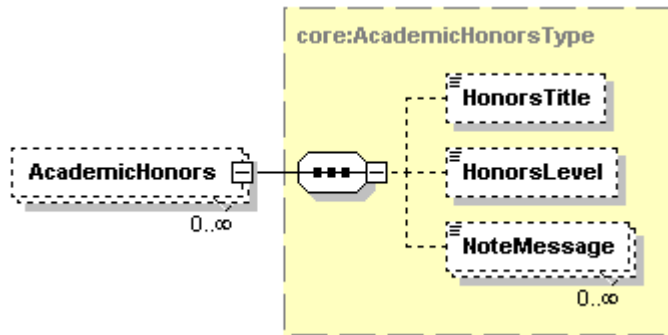 core:AcademicHonorsType
HonorsTitle
AcademicHonors
0..∞
HonorsLevel
NoteMessage
0..∞